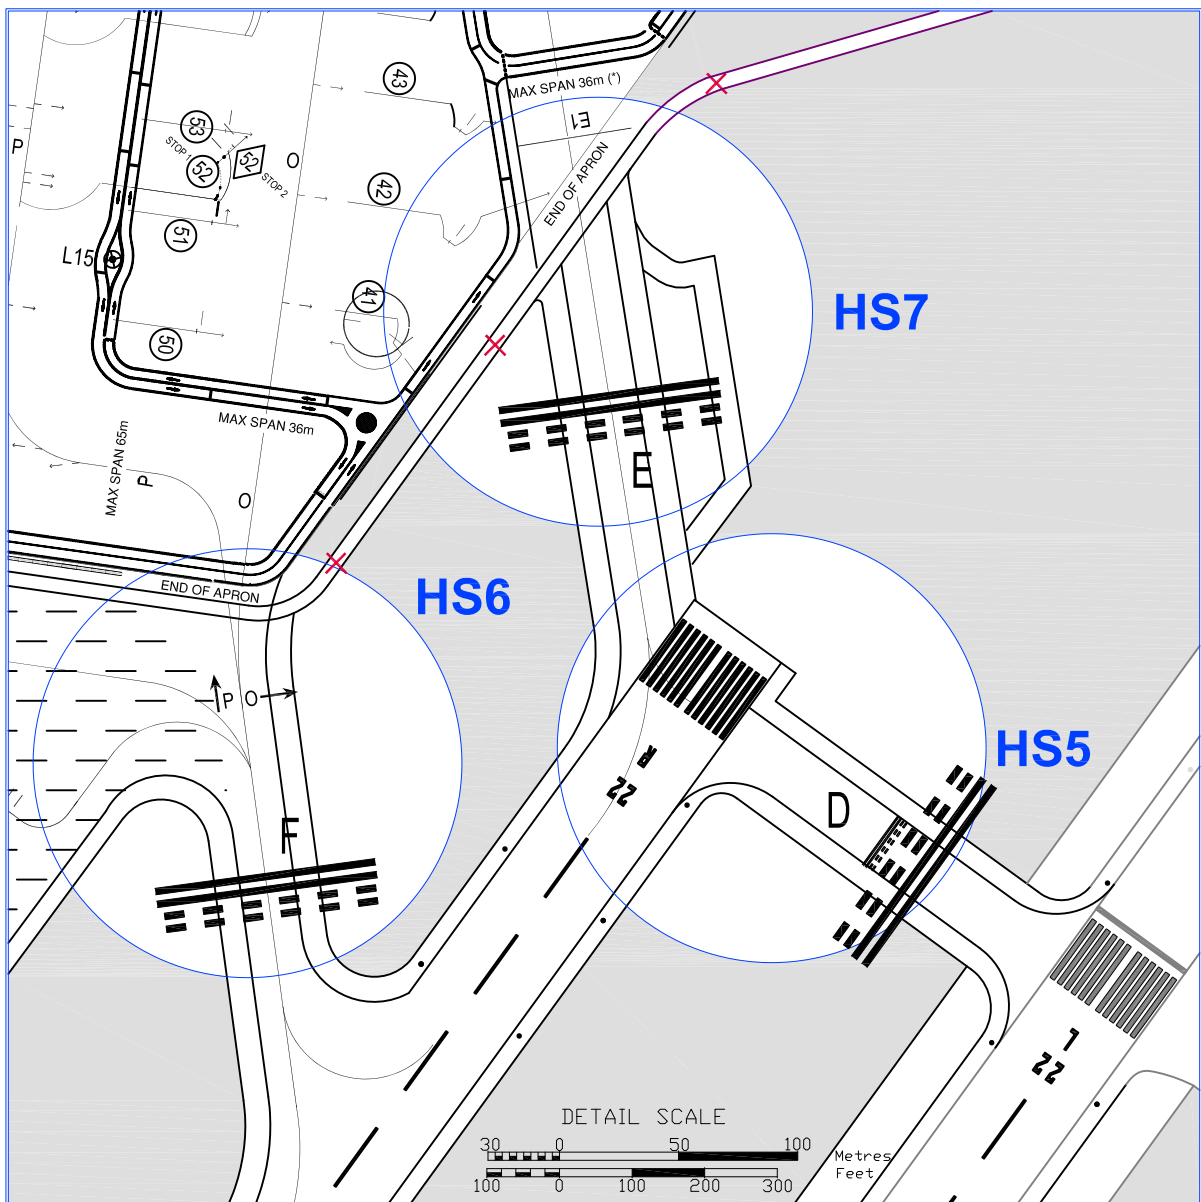 43
MAX SPAN 36m (*)
E1
53
STOP 1
52
52
STOP 2
O
P
42
END OF APRON
51
L15
41
50
HS7
MAX SPAN 36m
MAX SPAN 65m
P
O
E
END OF APRON
HS6
P O
R
22
HS5
D
F
L
22
DETAIL SCALE
30 0 50 100
Metres
Feet
100 0 100 200 300